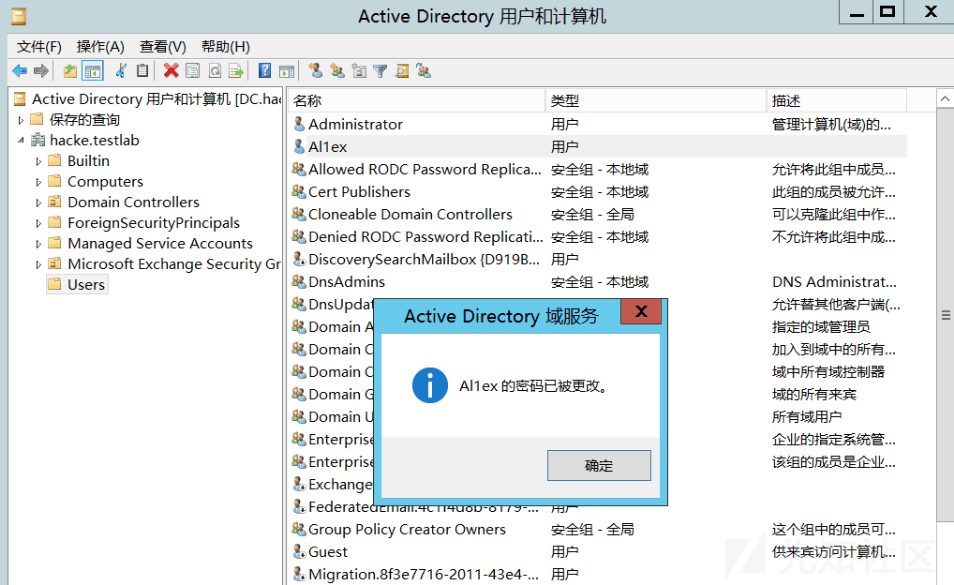 Active Directory 用户和计算机
文件(F) 操作(A) 查看(V) 帮助(H)
Active Directory 用户和计算机 [DC.hac
保存的查询
hacke.testlab
Builtin
Computers
Domain Controllers
ForeignSecurityPrincipals
Managed Service Accounts
Microsoft Exchange Security Gr
Users
名称 类型 描述
Administrator 用户 管理计算机(域)的...
Al1ex 用户
Allowed RODC Password Replica... 安全组 - 本地域 允许将此组中成员...
Cert Publishers 安全组 - 本地域 此组的成员被允许...
Cloneable Domain Controllers 安全组 - 全局 可以克隆此组中作...
Denied RODC Password Replicati... 安全组 - 本地域 不允许将此组中成...
DiscoverySearchMailbox {D919B... 用户
DnsAdmins 安全组 - 本地域 DNS Administrat...
DnsUpdat 允许替其他客户端(...
Domain A 指定的域管理员
Domain C 加入到域中的所有...
Domain C 域中所有域控制器
Domain G 域的所有来宾
Domain U 所有域用户
Enterprise 企业的指定系统管...
Enterprise 该组的成员是企业...
Exchange
FederatedEmail.4c1f4d8b-8179-... 用户
Group Policy Creator Owners 安全组 - 全局 这个组中的成员可...
Guest 用户 供来宾访问计算机...
Migration.8f3e7716-2011-43e4-... 用户
Active Directory 域服务
Al1ex 的密码已被更改。
确定
先知社区